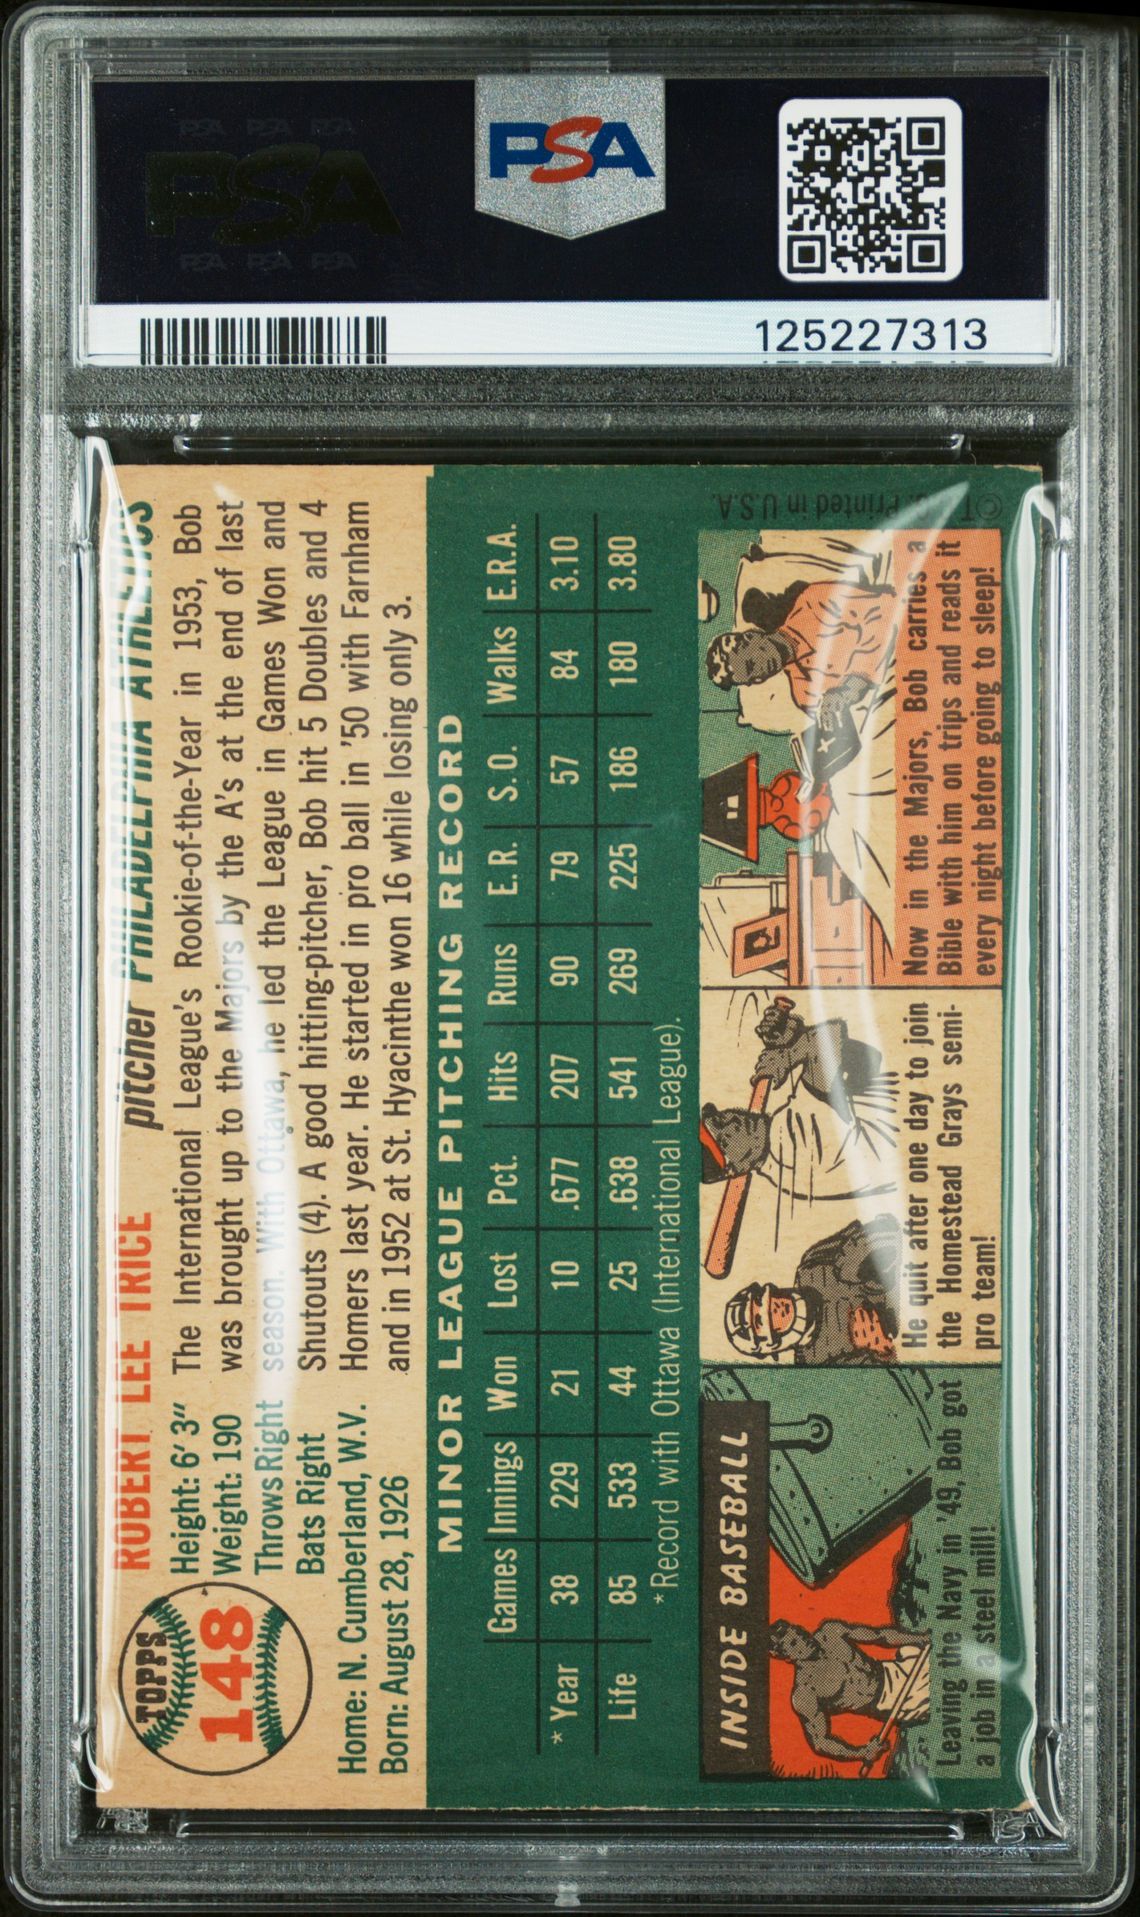 PSA PSA PSA
PSA
PSA PSA PSA
PSA
125227313
TOPPS
148
ROBERT LEE TRICE
pitcher PHILADELPHIA ATHLETICS
Height: 6' 3"
Weight: 190
Throws Right
Bats Right
Home: N. Cumberland, W.V.
Born: August 28, 1926
The International League's Rookie-of-the-Year in 1953, Bob
was brought up to the Majors by the A's at the end of last
season. With Ottawa, he led the League in Games Won and
Shutouts (4). A good hitting-pitcher, Bob hit 5 Doubles and 4
Homers last year. He started in pro ball in '50 with Farnham
and in 1952 at St. Hyacinthe won 16 while losing only 3.
MINOR LEAGUE PITCHING RECORD
Games Innings Won Lost Pct. Hits Runs E.R. S.O. Walks E.R.A.
* Year 38 229 21 10 .677 207 90 79 57 84 3.10
Life 85 533 44 25 .638 541 269 225 186 180 3.80
* Record with Ottawa (International League).
INSIDE BASEBALL
Leaving the Navy in '49, Bob got
a job in a steel mill!
He quit after one day to join
the Homestead Grays semi-
pro team!
Now in the Majors, Bob carries a
Bible with him on trips and reads it
every night before going to sleep!
Printed in U.S.A.